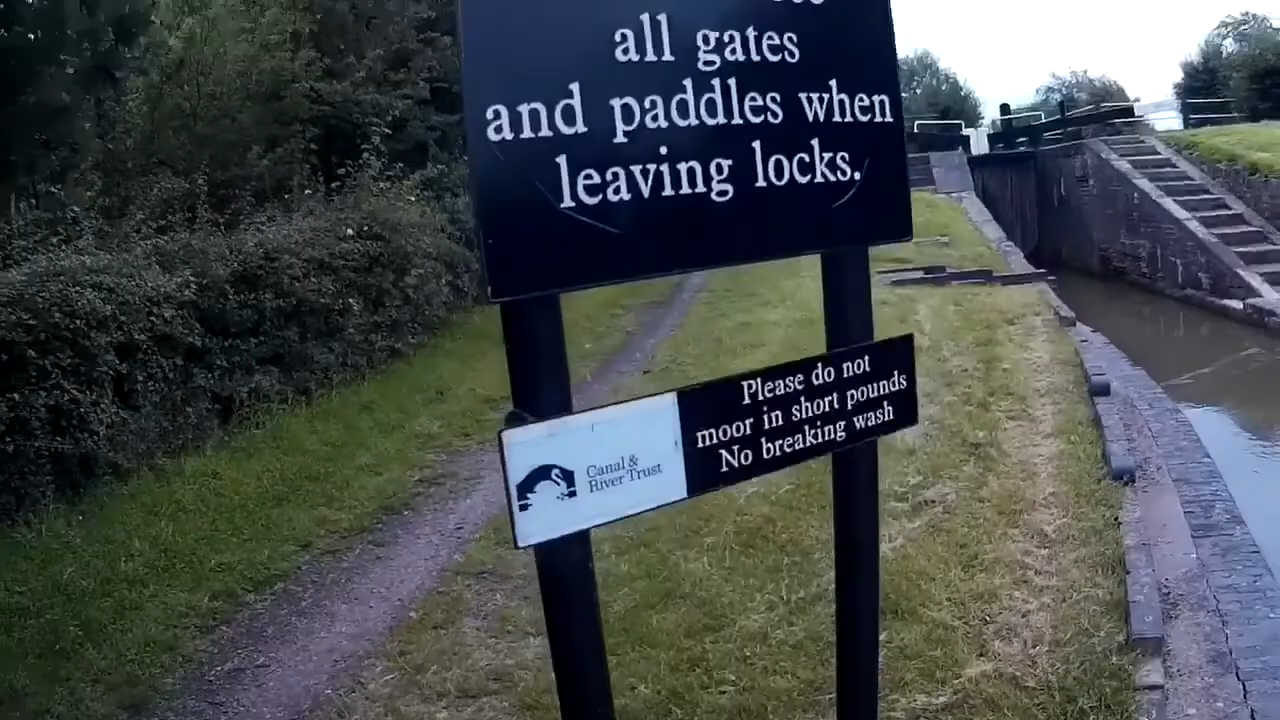 all gates
and paddles when
leaving locks.
Please do not
moor in short pounds
No breaking wash
Canal &
River Trust